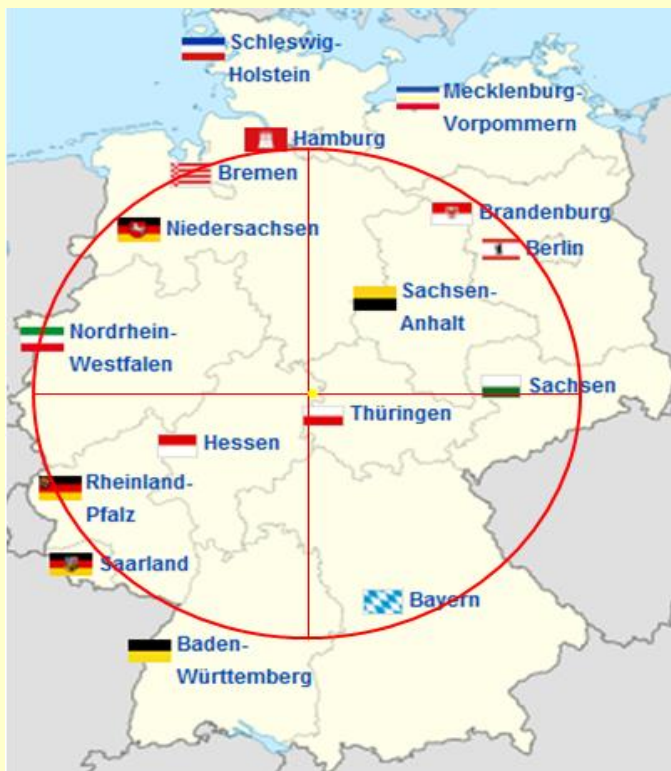 Schleswig-
Holstein
Mecklenburg-
Vorpommern
Hamburg
Bremen
Brandenburg
Niedersachsen
Berlin
Sachsen-
Anhalt
Nordrhein-
Westfalen
Sachsen
Thüringen
Hessen
Rheinland-
Pfalz
Saarland
Bayern
Baden-
Württemberg